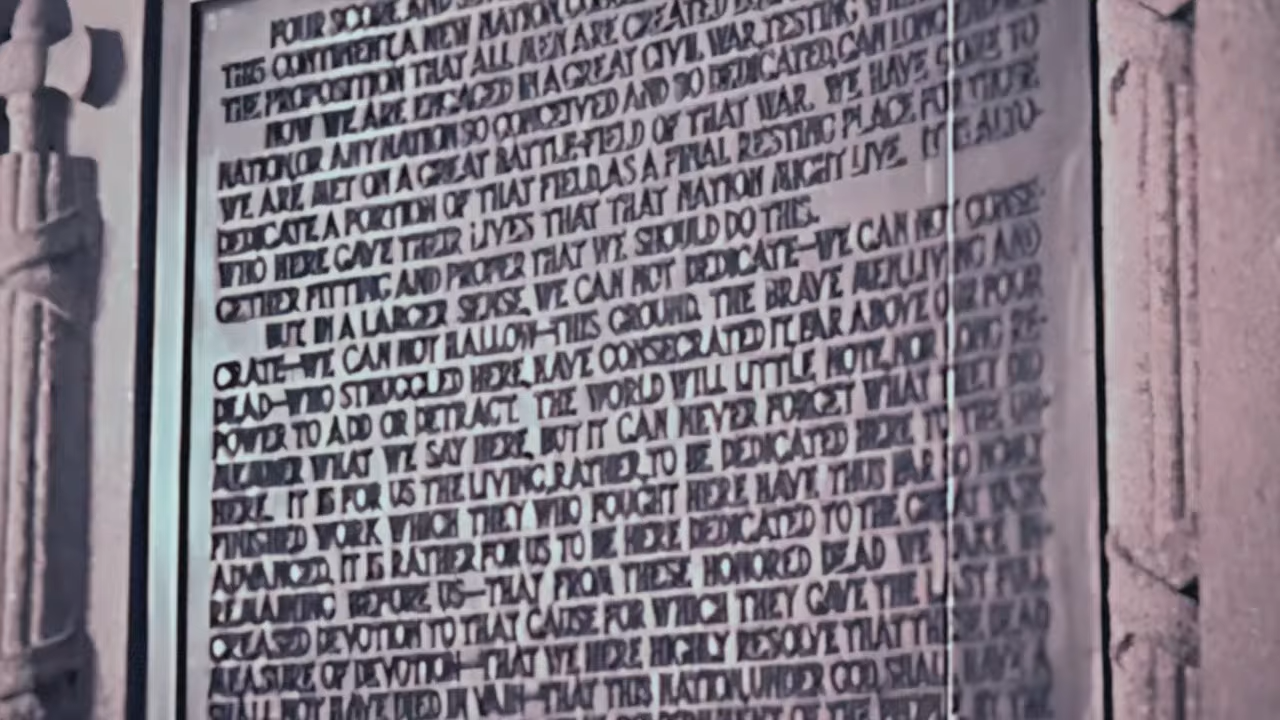 FOUR SCORE AND
THIS CONTINENT, A NEW NATION,
THE PROPOSITION THAT ALL MEN ARE CREATED
NOW WE ARE ENGAGED IN A GREAT CIVIL WAR, TESTING
NATION, OR ANY NATION SO CONCEIVED AND SO DEDICATED, CAN LONG
WE ARE MET ON A GREAT BATTLE-FIELD OF THAT WAR. WE HAVE COME TO
DEDICATE A PORTION OF THAT FIELD, AS A FINAL RESTING PLACE FOR THOSE
WHO HERE GAVE THEIR LIVES THAT THAT NATION MIGHT LIVE. IT IS ALTO-
GETHER FITTING AND PROPER THAT WE SHOULD DO THIS.
BUT IN A LARGER SENSE, WE CAN NOT DEDICATE—WE CAN NOT CONSE-
CRATE—WE CAN NOT HALLOW—THIS GROUND. THE BRAVE MEN, LIVING AND
DEAD—WHO STRUGGLED HERE, HAVE CONSECRATED IT, FAR ABOVE OUR POOR
POWER TO ADD OR DETRACT. THE WORLD WILL LITTLE NOTE, NOR LONG RE-
MEMBER WHAT WE SAY HERE, BUT IT CAN NEVER FORGET WHAT THEY DID
HERE. IT IS FOR US THE LIVING, RATHER, TO BE DEDICATED HERE TO THE UN-
FINISHED WORK WHICH THEY WHO FOUGHT HERE HAVE THUS FAR SO NOBLY
ADVANCED. IT IS RATHER FOR US TO BE HERE DEDICATED TO THE GREAT TASK
REMAINING BEFORE US—THAT FROM THESE HONORED DEAD WE TAKE IN-
CREASED DEVOTION TO THAT CAUSE FOR WHICH THEY GAVE THE LAST FULL
MEASURE OF DEVOTION—THAT WE HERE HIGHLY RESOLVE THAT THESE DEAD
SHALL NOT HAVE DIED IN VAIN—THAT THIS NATION, UNDER GOD, SHALL HAVE A